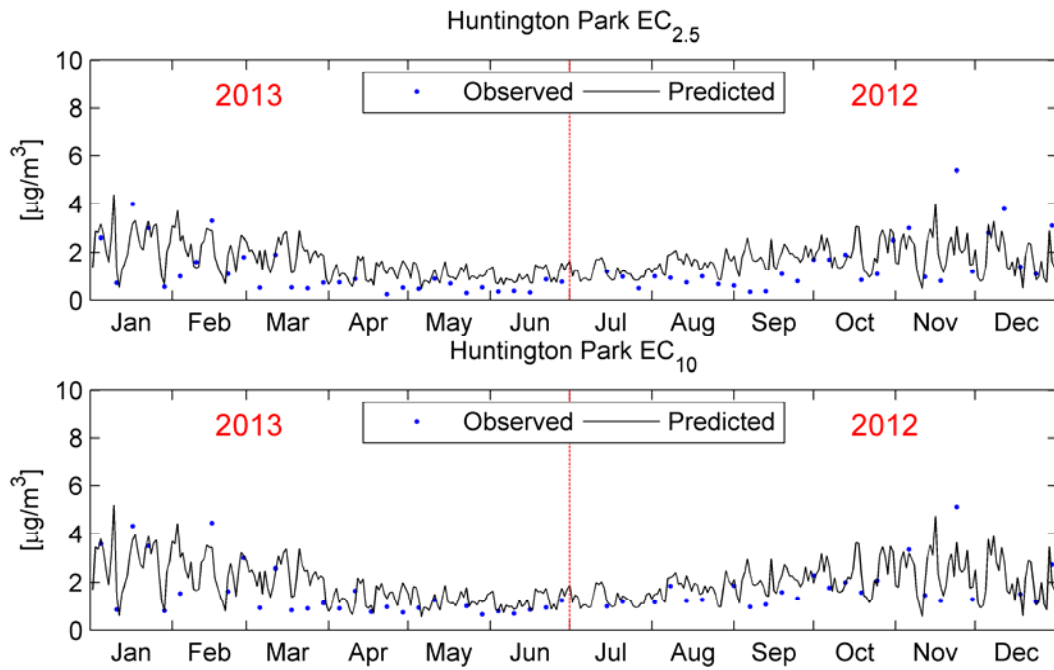 Huntington Park EC2.5
10
8
6
4
2
0
[µg/m3]
2013
Observed
Predicted
2012
Jan Feb Mar Apr May Jun Jul Aug Sep Oct Nov Dec
Huntington Park EC10
10
8
6
4
2
0
[µg/m3]
2013
Observed
Predicted
2012
Jan Feb Mar Apr May Jun Jul Aug Sep Oct Nov Dec